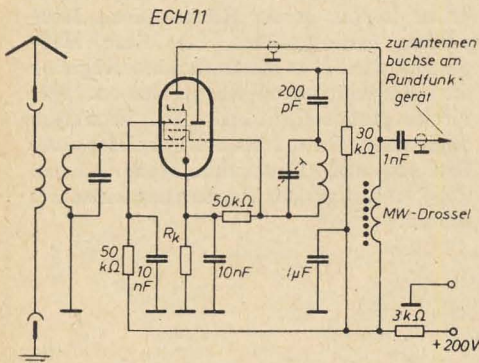 ECH 11
zur Antennen
buchse am
Rundfunk-
gerät
200
pF
30
kΩ
1nF
50kΩ
MW-Drossel
50
kΩ
10
nF
Rk
10nF
1µF
3kΩ
+200V